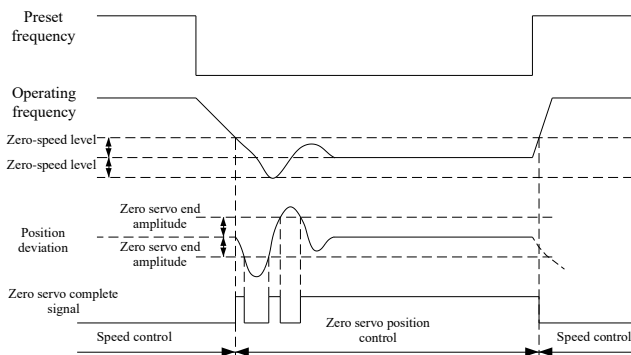 Preset
frequency
Operating
frequency
Zero-speed level
Zero-speed level
Zero servo end
amplitude
Position
deviation
Zero servo end
amplitude
Zero servo complete
signal
Speed control
Zero servo position
control
Speed control